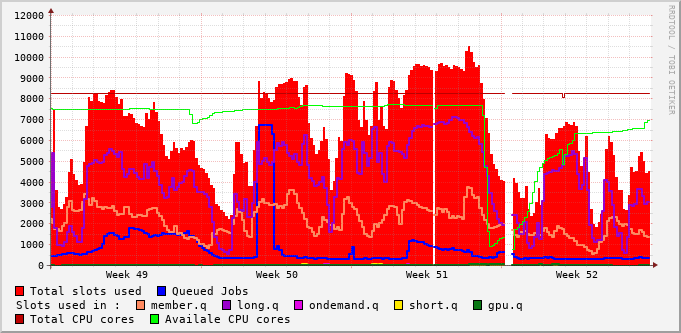 12000
11000
10000
9000
8000
7000
6000
5000
4000
3000
2000
1000
0
Week 49 Week 50 Week 51 Week 52
Total slots used Queued Jobs
Slots used in : member.q long.q ondemand.q short.q gpu.q
Total CPU cores Availale CPU cores
RRDTOOL / TOBI OETIKER